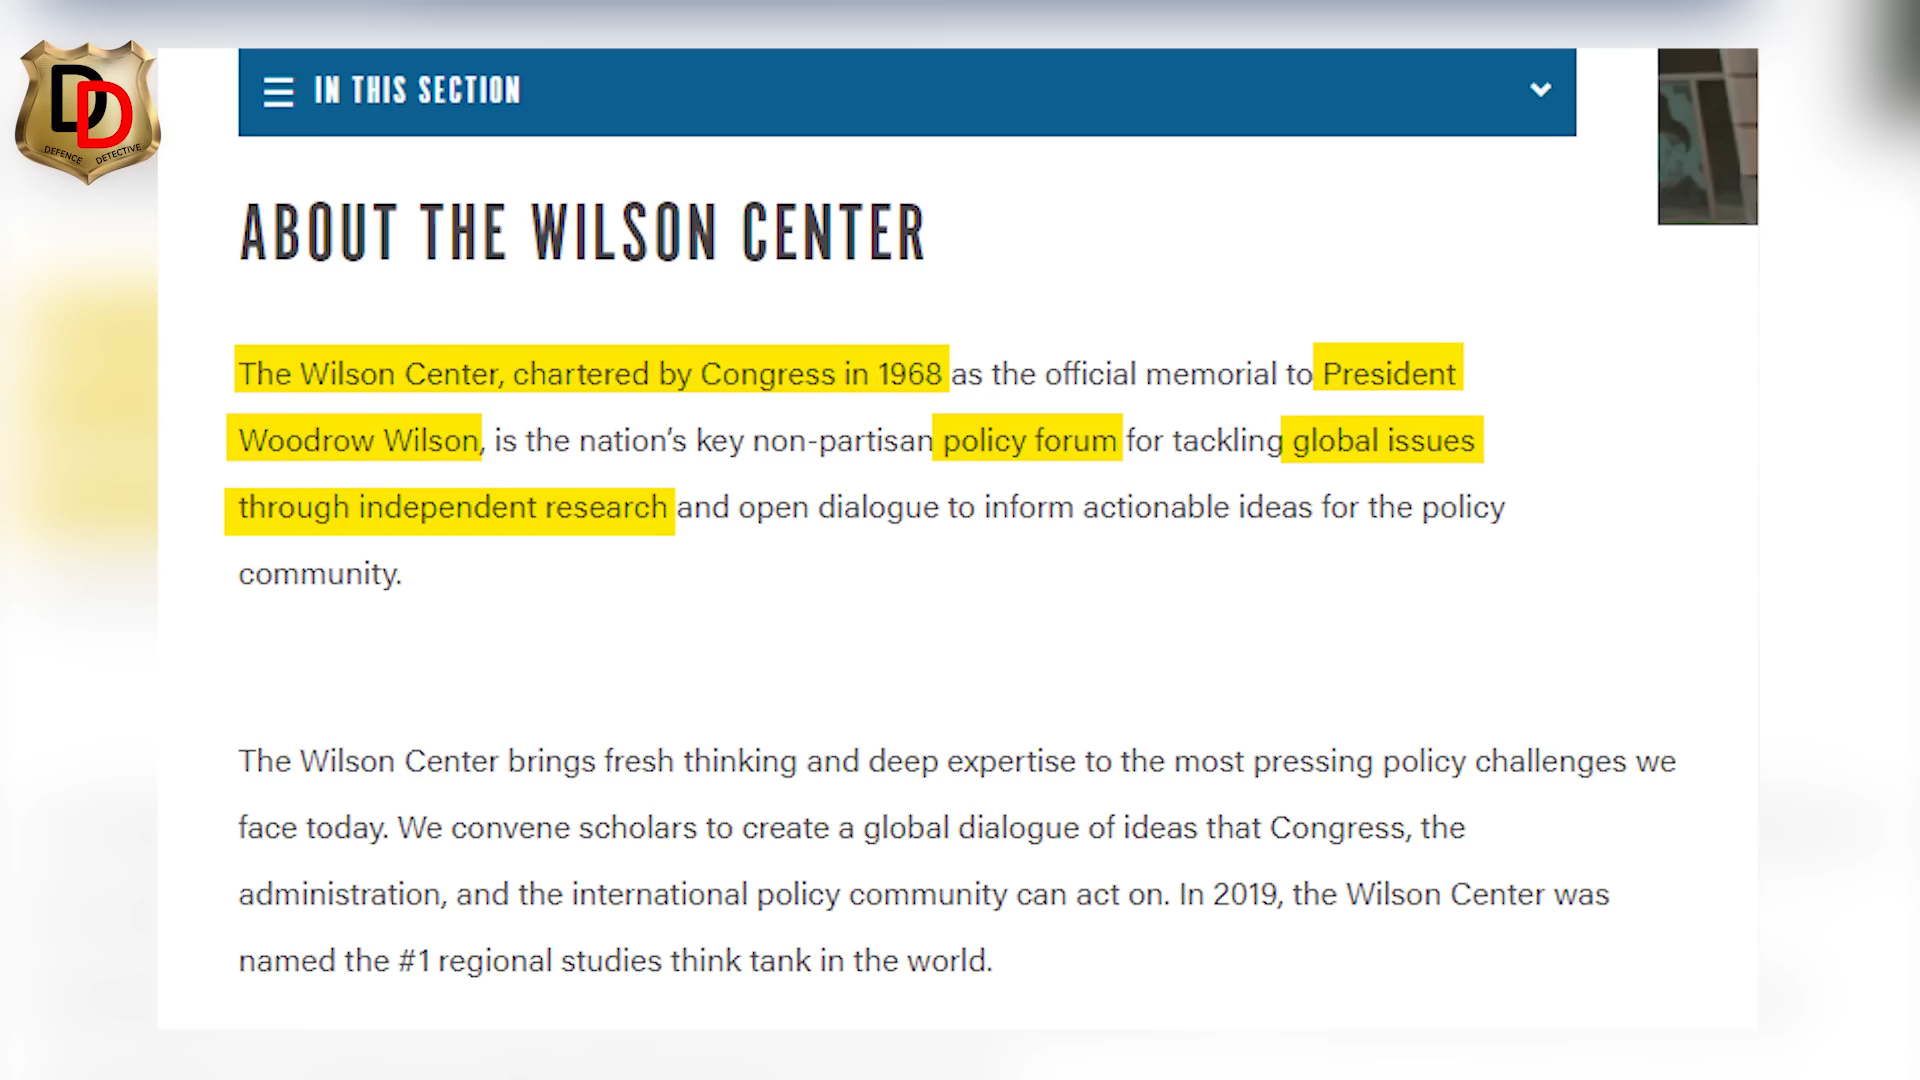 DD
DEFENCE DETECTIVE
IN THIS SECTION
ABOUT THE WILSON CENTER
The Wilson Center, chartered by Congress in 1968 as the official memorial to President
Woodrow Wilson, is the nation's key non-partisan policy forum for tackling global issues
through independent research and open dialogue to inform actionable ideas for the policy
community.
The Wilson Center brings fresh thinking and deep expertise to the most pressing policy challenges we
face today. We convene scholars to create a global dialogue of ideas that Congress, the
administration, and the international policy community can act on. In 2019, the Wilson Center was
named the #1 regional studies think tank in the world.